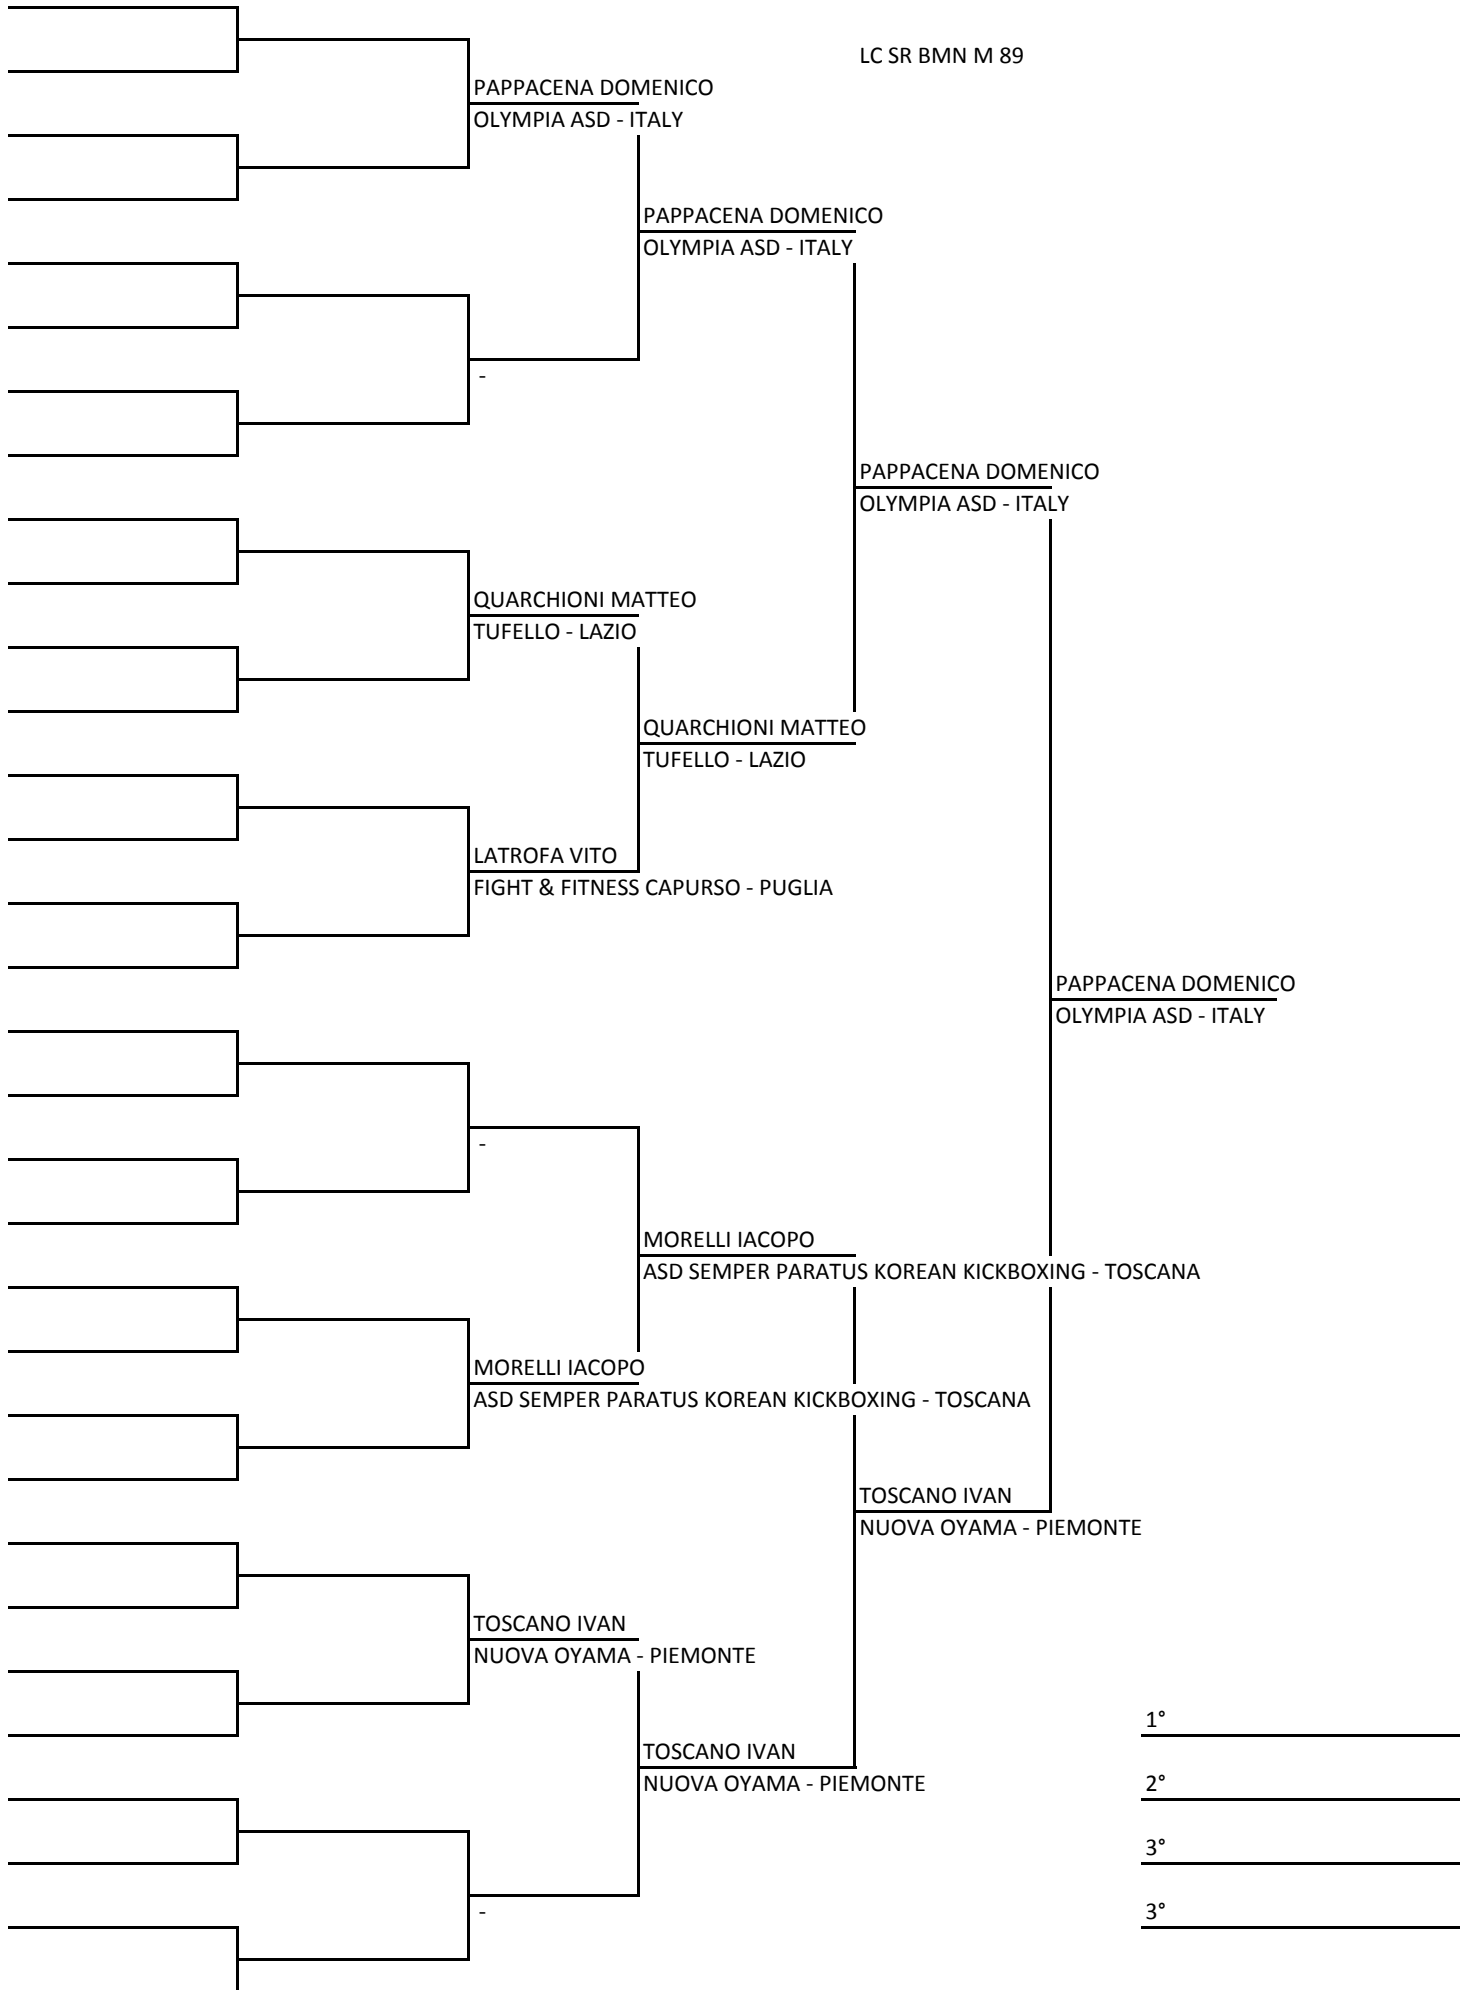 LC SR BMN M 89
PAPPACENA DOMENICO
OLYMPIA ASD - ITALY
PAPPACENA DOMENICO
OLYMPIA ASD - ITALY
-
PAPPACENA DOMENICO
OLYMPIA ASD - ITALY
QUARCHIONI MATTEO
TUFELLO - LAZIO
QUARCHIONI MATTEO
TUFELLO - LAZIO
LATROFA VITO
FIGHT & FITNESS CAPURSO - PUGLIA
PAPPACENA DOMENICO
OLYMPIA ASD - ITALY
-
MORELLI IACOPO
ASD SEMPER PARATUS KOREAN KICKBOXING - TOSCANA
MORELLI IACOPO
ASD SEMPER PARATUS KOREAN KICKBOXING - TOSCANA
TOSCANO IVAN
NUOVA OYAMA - PIEMONTE
TOSCANO IVAN
NUOVA OYAMA - PIEMONTE
1°
TOSCANO IVAN
NUOVA OYAMA - PIEMONTE
2°
3°
-
3°